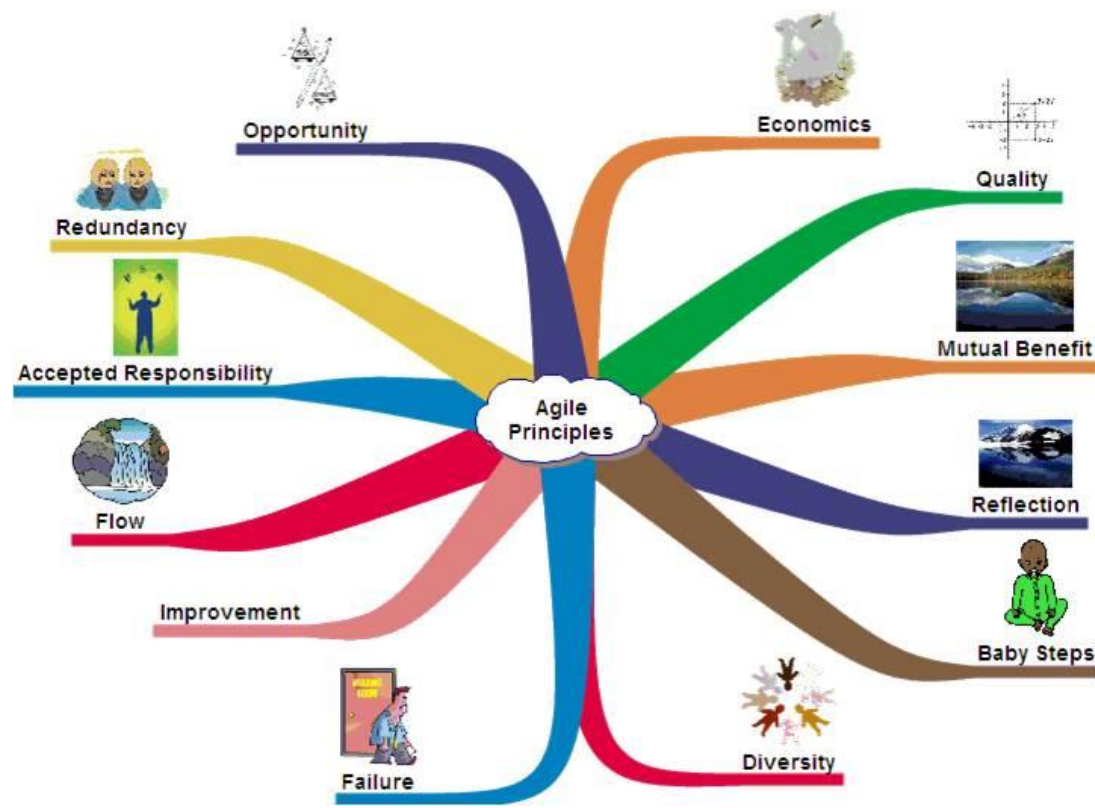 Opportunity
Economics
Quality
Redundancy
Mutual Benefit
Accepted Responsibility
Agile
Principles
Reflection
Flow
Improvement
Baby Steps
Diversity
Failure